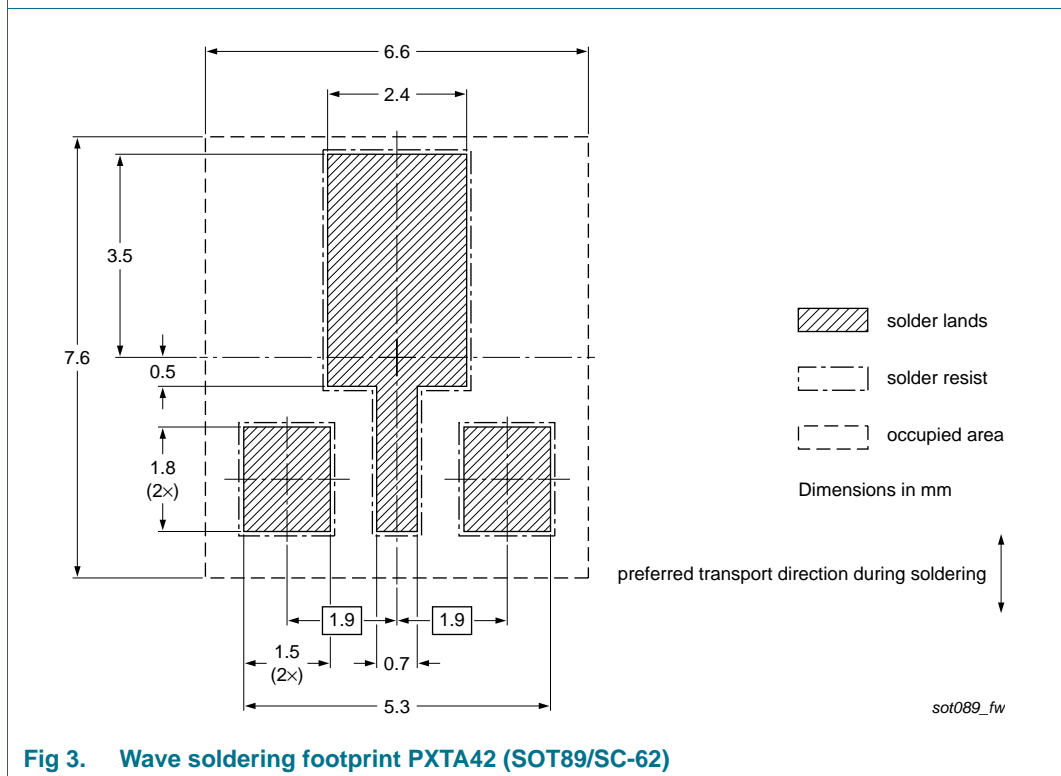 6.6
2.4
3.5
7.6
0.5
solder lands
solder resist
occupied area
1.8
(2×)
Dimensions in mm
preferred transport direction during soldering
1.9
1.9
1.5
(2×)
0.7
5.3
sot089_fw
Fig 3. Wave soldering footprint PXTA42 (SOT89/SC-62)